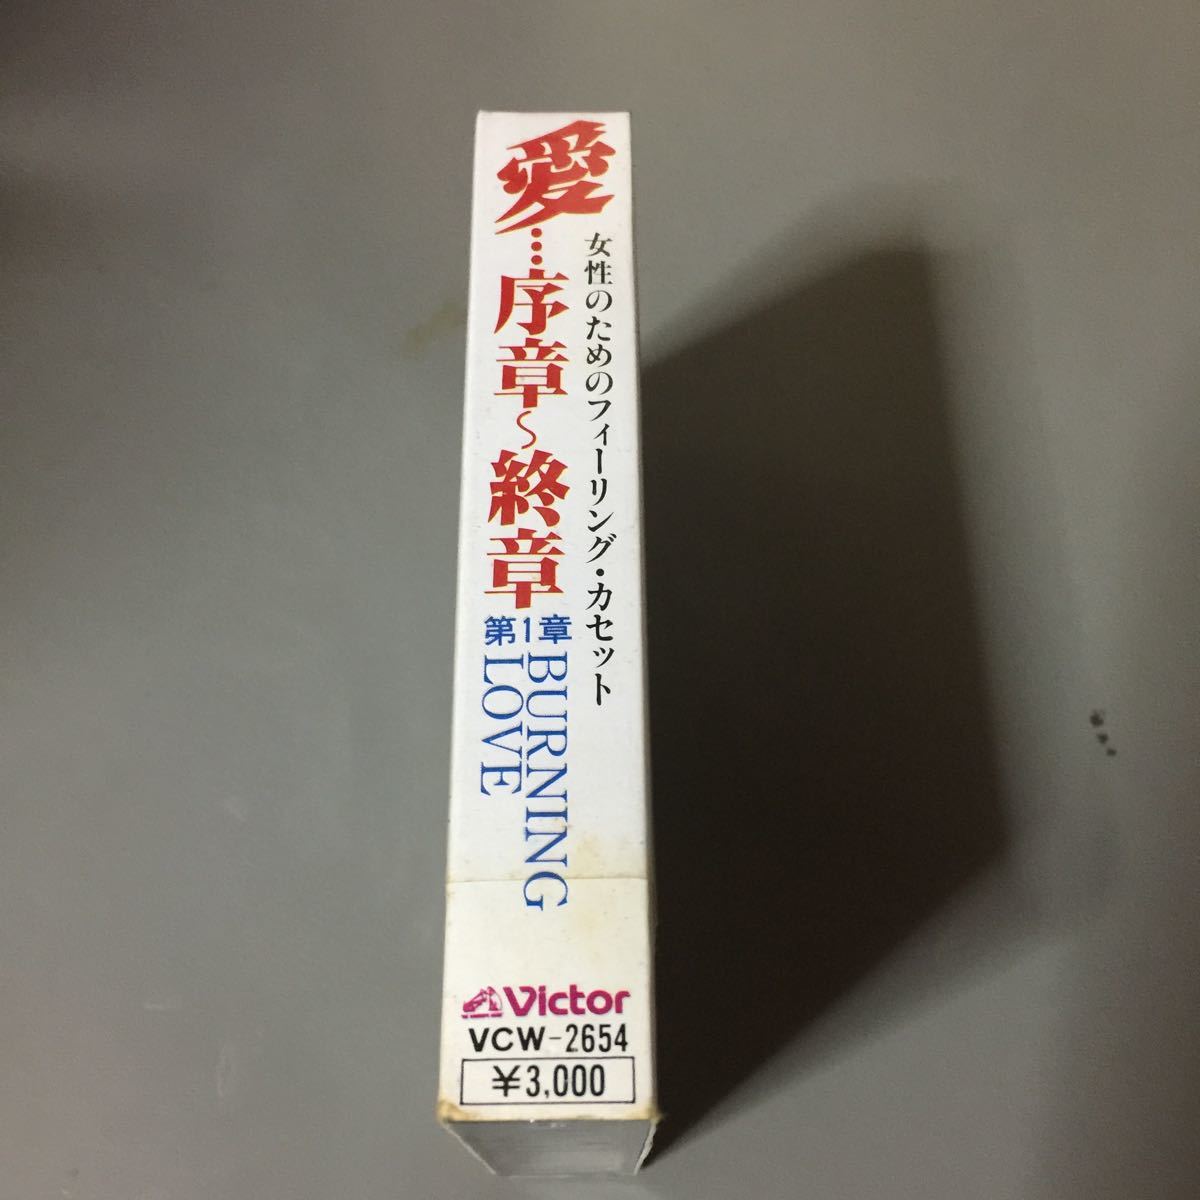 女性のためのフィーリング・カセット
愛…序章～終章
第1章
BURNING
LOVE
Victor
VCW-2654
¥3,000